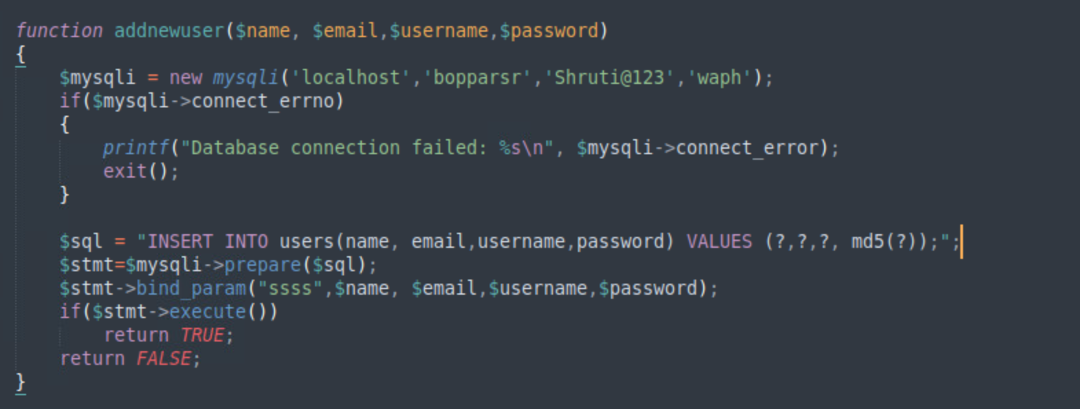 function addnewuser($name, $email,$username,$password)
{
    $mysqli = new mysqli('localhost','bopparsr','Shruti@123','waph');
    if($mysqli->connect_errno)
    {
        printf("Database connection failed: %s\n", $mysqli->connect_error);
        exit();
    }
    $sql = "INSERT INTO users(name, email,username,password) VALUES (?,?,?, md5(?));";
    $stmt=$mysqli->prepare($sql);
    $stmt->bind_param("ssss",$name, $email,$username,$password);
    if($stmt->execute())
        return TRUE;
    return FALSE;
}